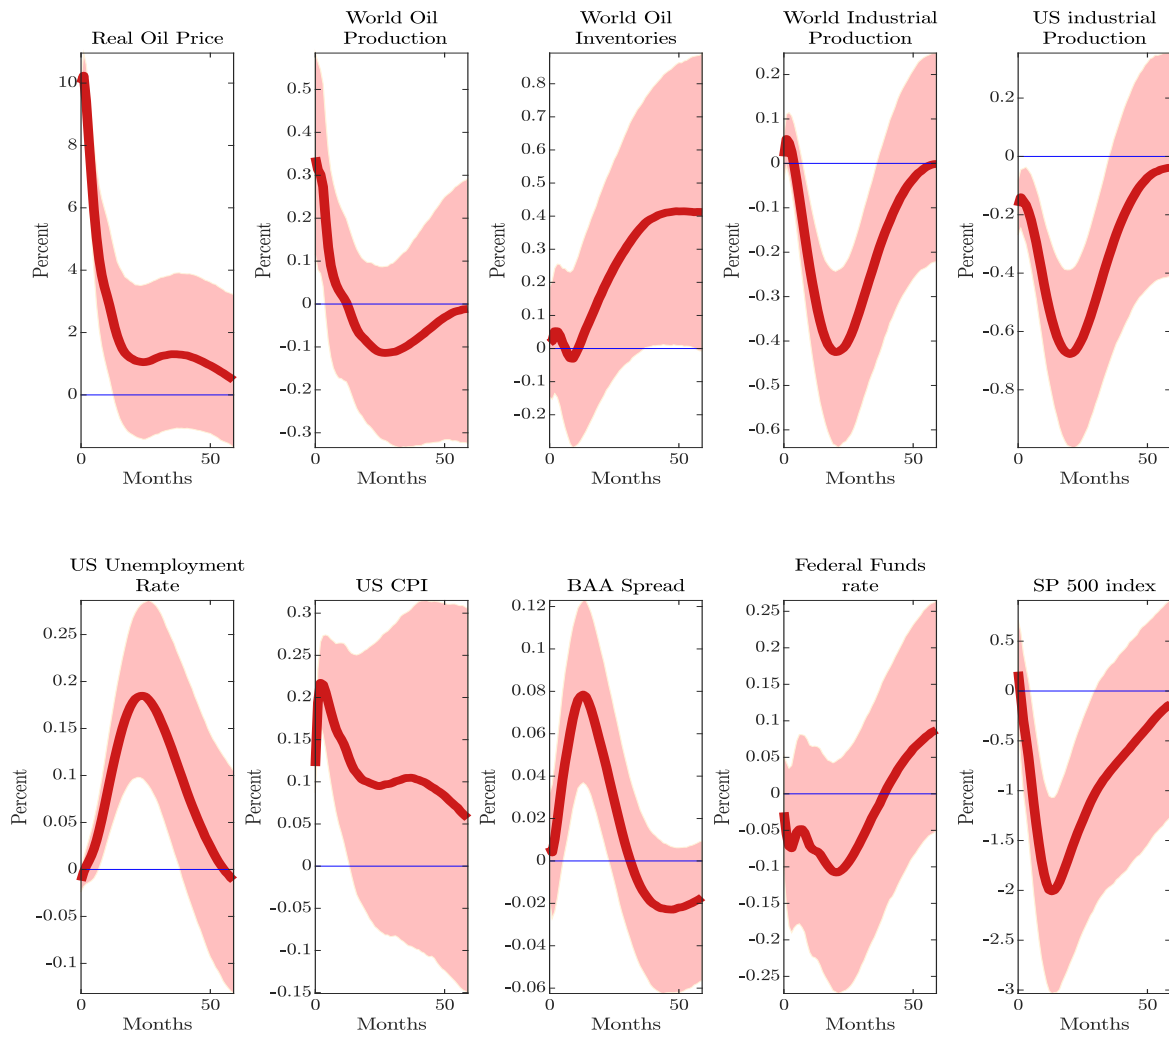 Real Oil Price
Percent
10
8
6
4
2
0
0
50
Months
World Oil
Production
Percent
0.5
0.4
0.3
0.2
0.1
0
-0.1
-0.2
-0.3
0
50
Months
World Oil
Inventories
Percent
0.8
0.6
0.4
0.3
0.2
0.1
0
-0.1
-0.2
0
50
Months
World Industrial
Production
Percent
0.2
0.1
0
-0.1
-0.2
-0.3
-0.4
-0.5
-0.6
0
50
Months
US industrial
Production
Percent
0.2
0
-0.2
-0.4
-0.6
-0.8
0
50
Months
US Unemployment
Rate
Percent
0.25
0.2
0.15
0.1
0.05
0
-0.05
-0.1
0
50
Months
US CPI
Percent
0.3
0.25
0.2
0.15
0.1
0.05
0
-0.05
-0.1
-0.15
0
50
Months
BAA Spread
Percent
0.12
0.1
0.08
0.06
0.04
0.02
0
-0.02
-0.04
-0.06
0
50
Months
Federal Funds
rate
Percent
0.25
0.2
0.15
0.1
0.05
0
-0.05
-0.1
-0.15
-0.2
-0.25
0
50
Months
SP 500 index
Percent
0.5
0
-0.5
-1
-1.5
-2
-2.5
-3
0
50
Months